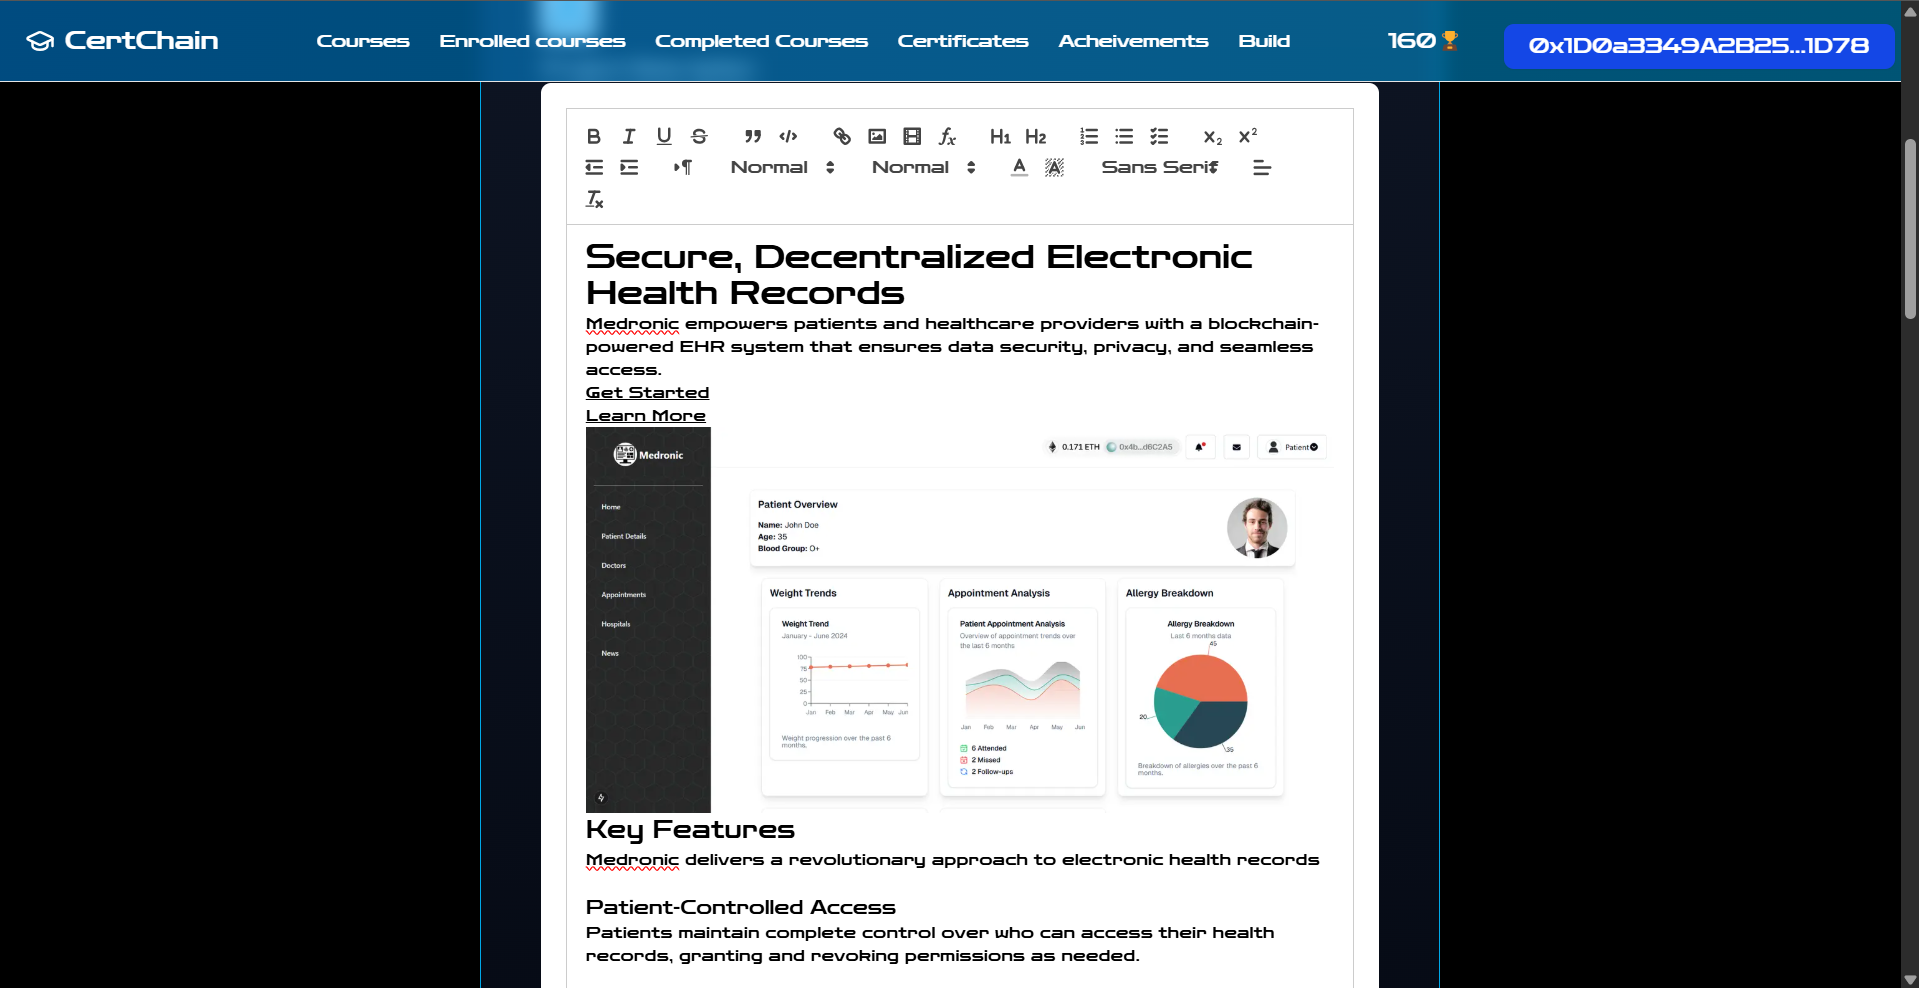 CertChain
Courses
Enrolled courses
Completed Courses
Certificates
Acheivements
Build
160
0x1D0a3349A2B25...1D78
Normal
Normal
Sans Serif
Secure, Decentralized Electronic
Health Records
Medronic empowers patients and healthcare providers with a blockchain-
powered EHR system that ensures data security, privacy, and seamless
access.
Get Started
Learn More
Medronic
0.171 ETH
0x4b...d6C2A5
Patient
Home
Patient Details
Doctors
Appointments
Hospitals
News
Patient Overview
Name: John Doe
Age: 35
Blood Group: O+
Weight Trends
Weight Trend
January - June 2024
100
75
50
25
0
Jan Feb Mar Apr May Jun
Weight progression over the past 6
months.
Appointment Analysis
Patient Appointment Analysis
Overview of appointment trends over
the last 6 months
Jan Feb Mar Apr May Jun
6 Attended
2 Missed
2 Follow-ups
Allergy Breakdown
Allergy Breakdown
Last 6 months data
45
20
35
Breakdown of allergies over the past 6
months.
Key Features
Medronic delivers a revolutionary approach to electronic health records
Patient-Controlled Access
Patients maintain complete control over who can access their health
records, granting and revoking permissions as needed.